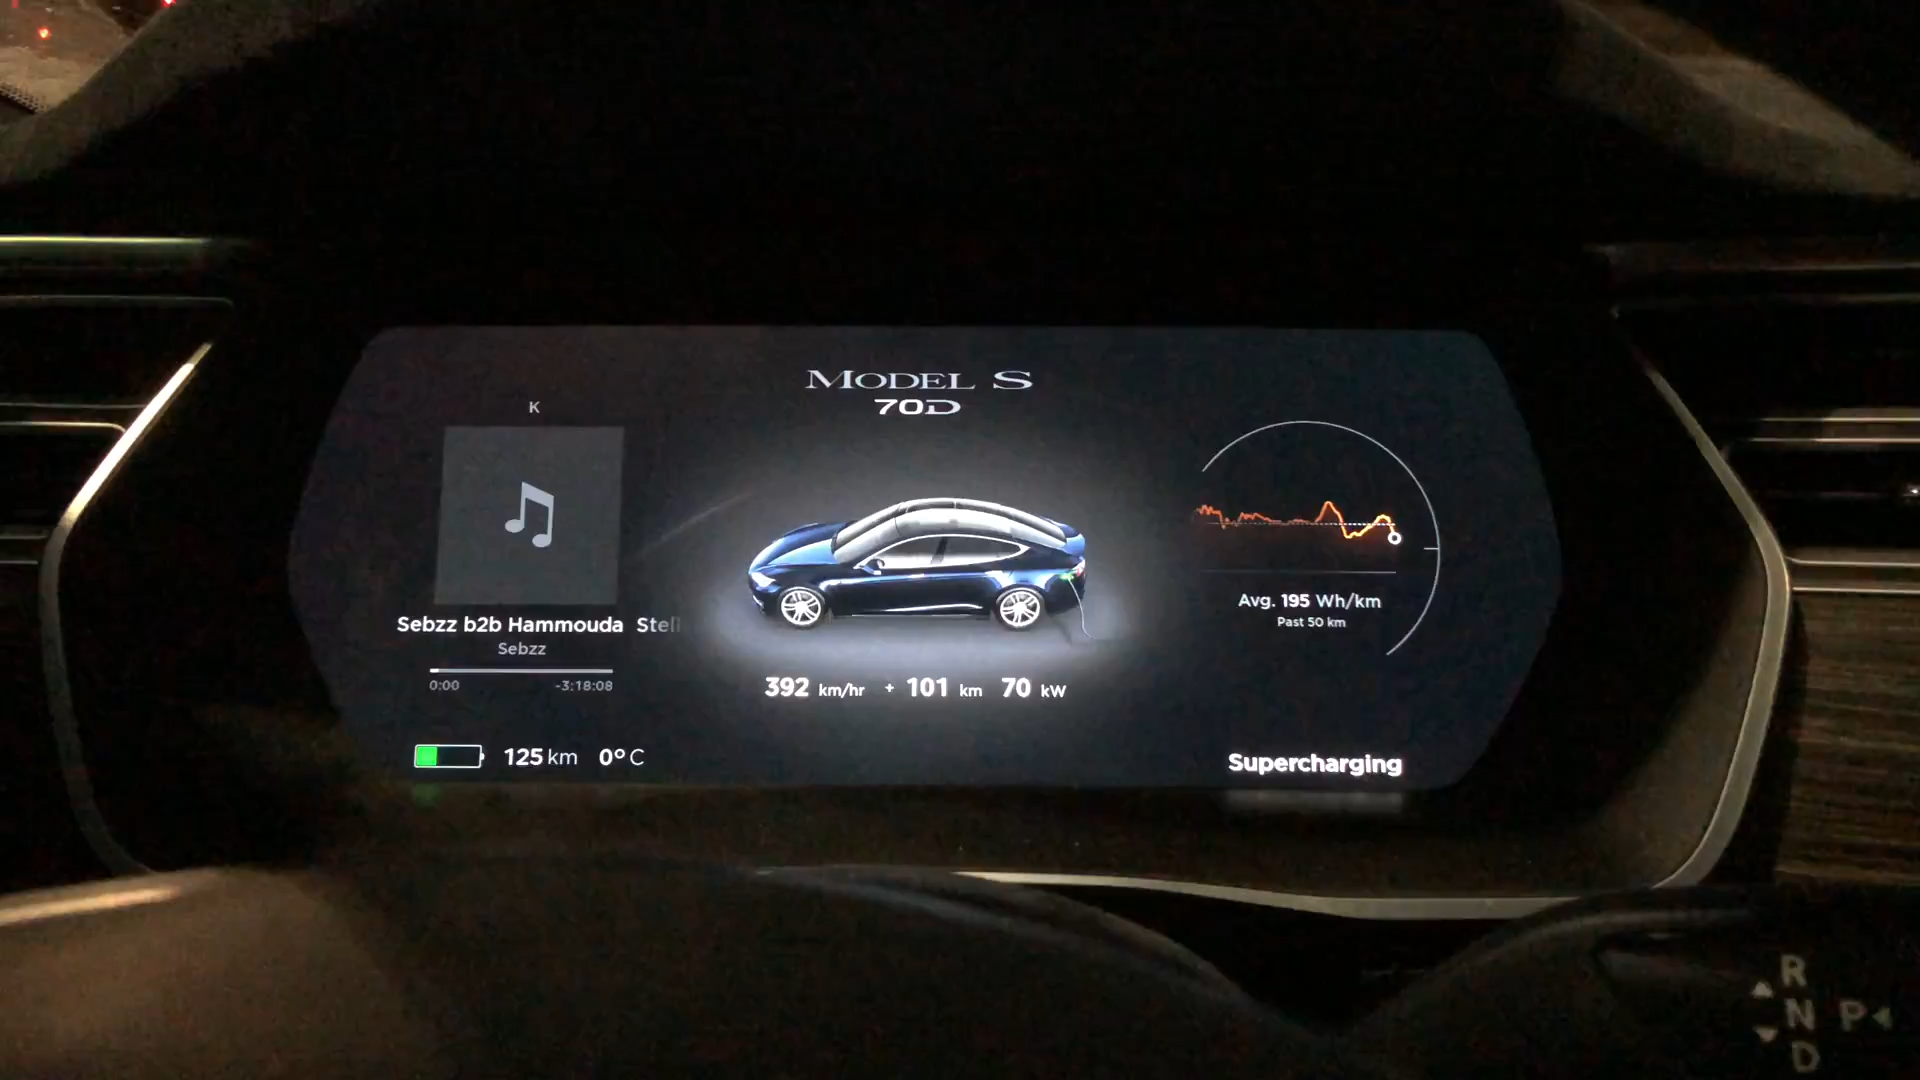 MODEL S
70D
K
Sebzz b2b Hammouda Stel
Sebzz
0:00 -3:18:08
Avg. 195 Wh/km
Past 50 km
392 km/hr + 101 km 70 kW
125 km 0° C
Supercharging
R
N P
D